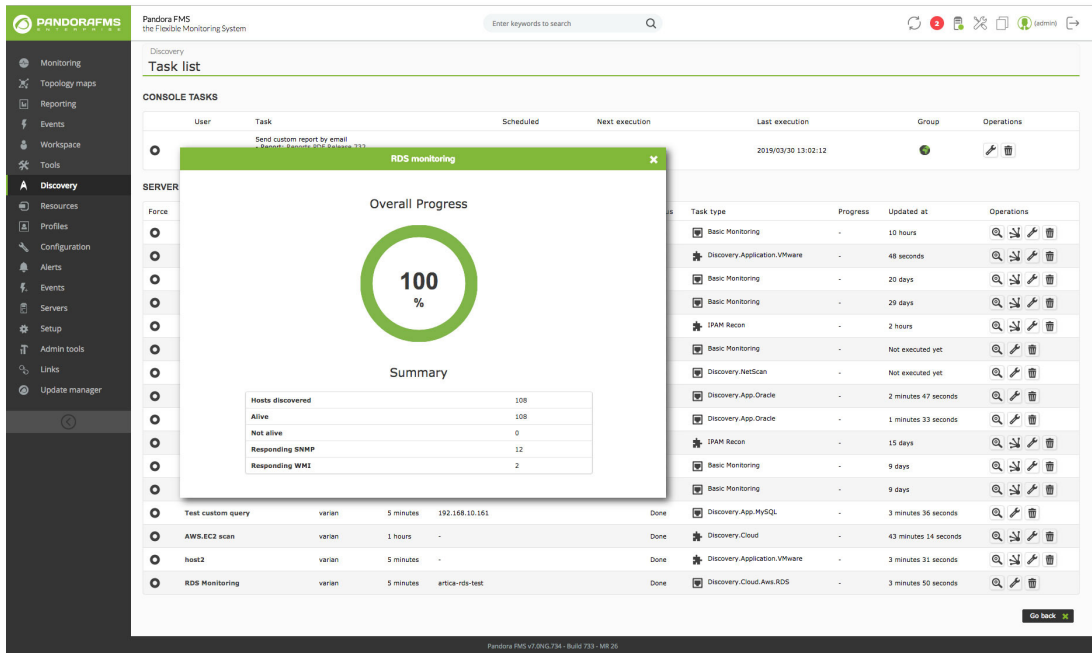 PANDORAFMS
ENTERPRISE
Pandora FMS
the Flexible Monitoring System
Enter keywords to search
2
(admin)
Monitoring
Topology maps
Reporting
Events
Workspace
Tools
Discovery
Resources
Profiles
Configuration
Alerts
Events
Servers
Setup
Admin tools
Links
Update manager
Discovery
Task list
CONSOLE TASKS
User Task Scheduled Next execution Last execution Group Operations
Send custom report by email
- Report: Reports PDF Release 732
2019/03/30 13:02:12
SERVER
RDS monitoring
Overall Progress
100
%
Summary
Hosts discovered 108
Alive 108
Not alive 0
Responding SNMP 12
Responding WMI 2
Force Task type Progress Updated at Operations
Basic Monitoring - 10 hours
Discovery.Application.VMware - 48 seconds
Basic Monitoring - 20 days
Basic Monitoring - 29 days
IPAM Recon - 2 hours
Basic Monitoring - Not executed yet
Discovery.NetScan - Not executed yet
Discovery.App.Oracle - 2 minutes 47 seconds
Discovery.App.Oracle - 1 minutes 33 seconds
IPAM Recon - 15 days
Basic Monitoring - 9 days
Basic Monitoring - 9 days
Test custom query varian 5 minutes 192.168.10.161 Done Discovery.App.MySQL - 3 minutes 36 seconds
AWS.EC2 scan varian 1 hours - Done Discovery.Cloud - 43 minutes 14 seconds
host2 varian 5 minutes - Done Discovery.Application.VMware - 3 minutes 31 seconds
RDS Monitoring varian 5 minutes artica-rds-test Done Discovery.Cloud.Aws.RDS - 3 minutes 50 seconds
Go back
Pandora FMS v7.0NG.734 - Build 733 - MR 26